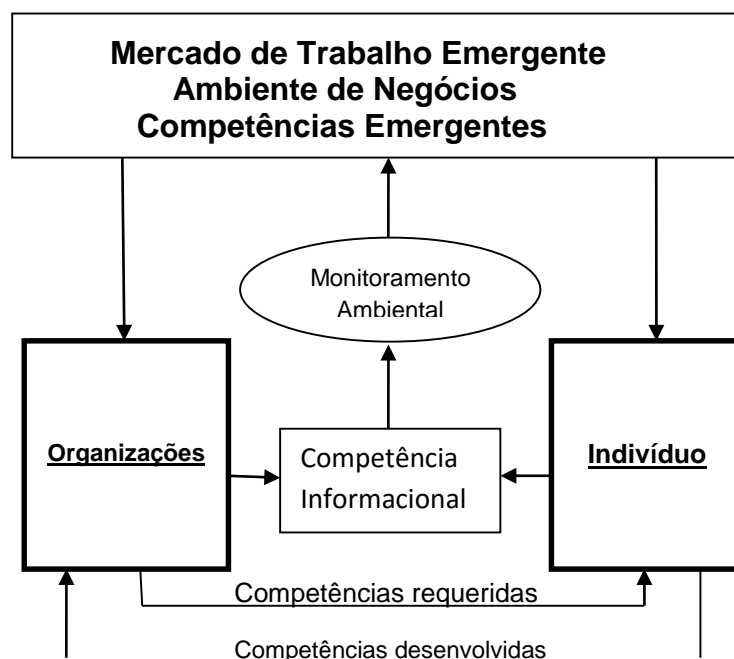 Mercado de Trabalho Emergente
Ambiente de Negócios
Competências Emergentes
Monitoramento
Ambiental
Organizações
Competência
Informacional
Indivíduo
Competências requeridas
Competências desenvolvidas